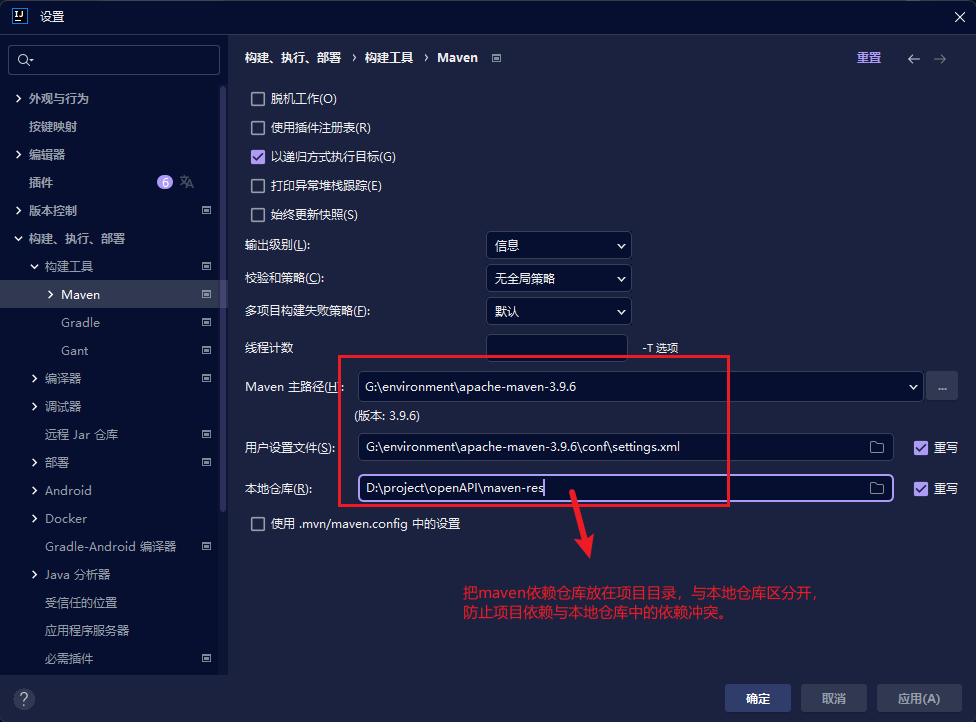 设置
构建、执行、部署 › 构建工具 › Maven
重置
外观与行为
按键映射
编辑器
插件 6
版本控制
构建、执行、部署
构建工具
Maven
Gradle
Gant
编译器
调试器
远程 Jar 仓库
部署
Android
Docker
Gradle-Android 编译器
Java 分析器
受信任的位置
应用程序服务器
必需插件
脱机工作(O)
使用插件注册表(R)
以递归方式执行目标(G)
打印异常堆栈跟踪(E)
始终更新快照(S)
输出级别(L): 信息
校验和策略(C): 无全局策略
多项目构建失败策略(F): 默认
线程计数 -T 选项
Maven 主路径(H): G:\environment\apache-maven-3.9.6 ...
(版本: 3.9.6)
用户设置文件(S): G:\environment\apache-maven-3.9.6\conf\settings.xml 重写
本地仓库(R): D:\project\openAPI\maven-res 重写
使用 .mvn/maven.config 中的设置
把maven依赖仓库放在项目目录，与本地仓库区分开，
防止项目依赖与本地仓库中的依赖冲突。
? 确定 取消 应用(A)